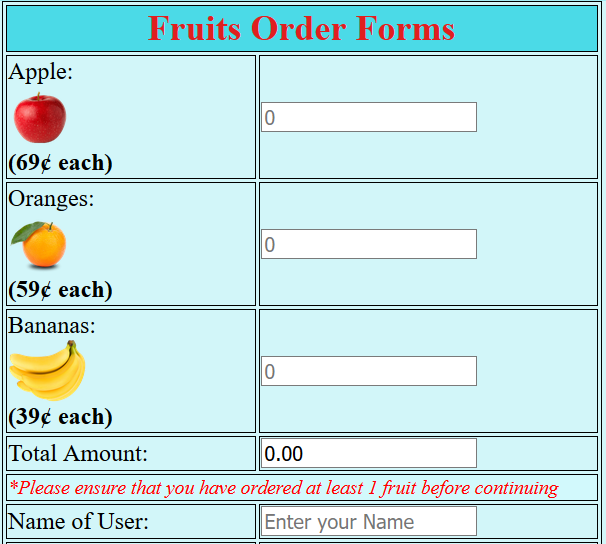 Fruits Order Forms
Apple:
0
(69¢ each)
Oranges:
0
(59¢ each)
Bananas:
0
(39¢ each)
Total Amount: 0.00
*Please ensure that you have ordered at least 1 fruit before continuing
Name of User: Enter your Name